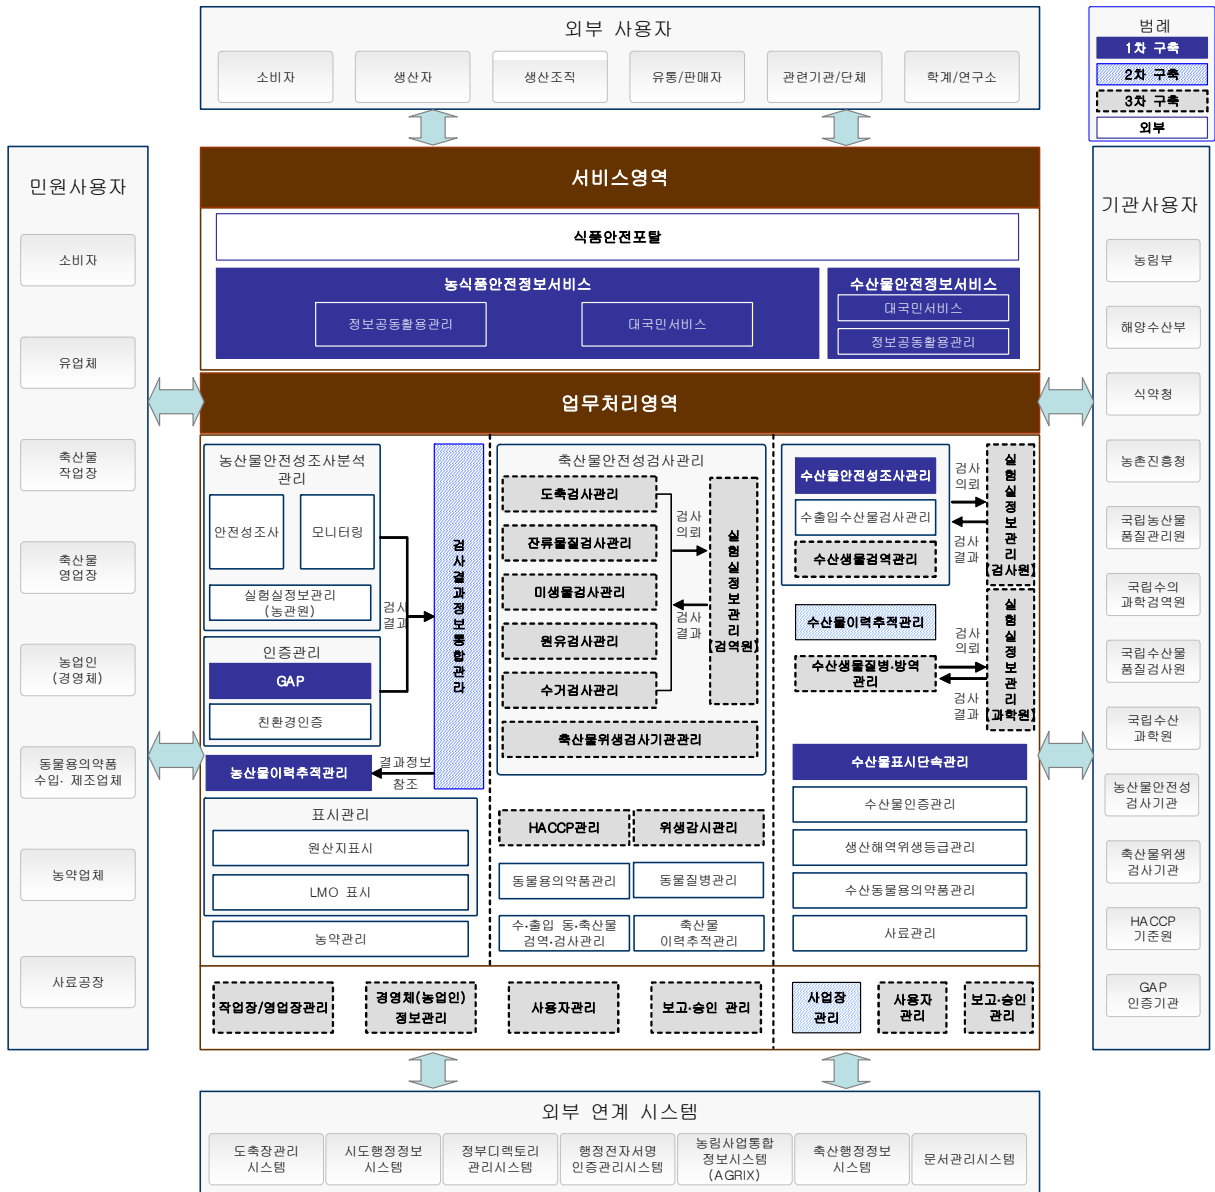 외부 사용자
소비자
생산자
생산조직
유통/판매자
관련기관/단체
학계/연구소
범례
1차 구축
2차 구축
3차 구축
외부
민원사용자
소비자
유업체
축산물
작업장
축산물
영업장
농업인
(경영체)
동물용의약품
수입· 제조업체
농약업체
사료공장
서비스영역
식품안전포탈
농식품안전정보서비스
정보공동활용관리
대국민서비스
수산물안전정보서비스
대국민서비스
정보공동활용관리
업무처리영역
농산물안전성조사분석
관리
안전성조사
모니터링
실험실정보관리
(농관원)
인증관리
GAP
친환경인증
검사
결과
검사결과정보통합관라
농산물이력추적관리
결과정보
참조
표시관리
원산지표시
LMO 표시
농약관리
축산물안전성검사관리
도축검사관리
잔류물질검사관리
미생물검사관리
원유검사관리
수거검사관리
축산물위생검사기관관리
검사
의뢰
검사
결과
실험실정보관리
【검역원】
HACCP관리
위생감시관리
동물용의약품관리
동물질병관리
수·출입 동·축산물
검역·검사관리
축산물
이력추적관리
수산물안전성조사관리
수출입수산물검사관리
수산생물검역관리
검사
의뢰
검사
결과
실험실정보관리
【검사원】
수산물이력추적관리
수산생물질병·방역
관리
검사
의뢰
검사
결과
실험실정보관리
【과학원】
수산물표시단속관리
수산물인증관리
생산해역위생등급관리
수산동물용의약품관리
사료관리
작업장/영업장관리
경영체(농업인)
정보관리
사용자관리
보고·승인 관리
사업장
관리
사용자
관리
보고·승인
관리
기관사용자
농림부
해양수산부
식약청
농촌진흥청
국립농산물
품질관리원
국립수의
과학검역원
국립수산물
품질검사원
국립수산
과학원
농산물안전성
검사기관
축산물위생
검사기관
HACCP
기준원
GAP
인증기관
외부 연계 시스템
도축장관리
시스템
시도행정정보
시스템
정부디렉토리
관리시스템
행정전자서명
인증관리시스템
농림사업통합
정보시스템
(AGRIX)
축산행정정보
시스템
문서관리시스템